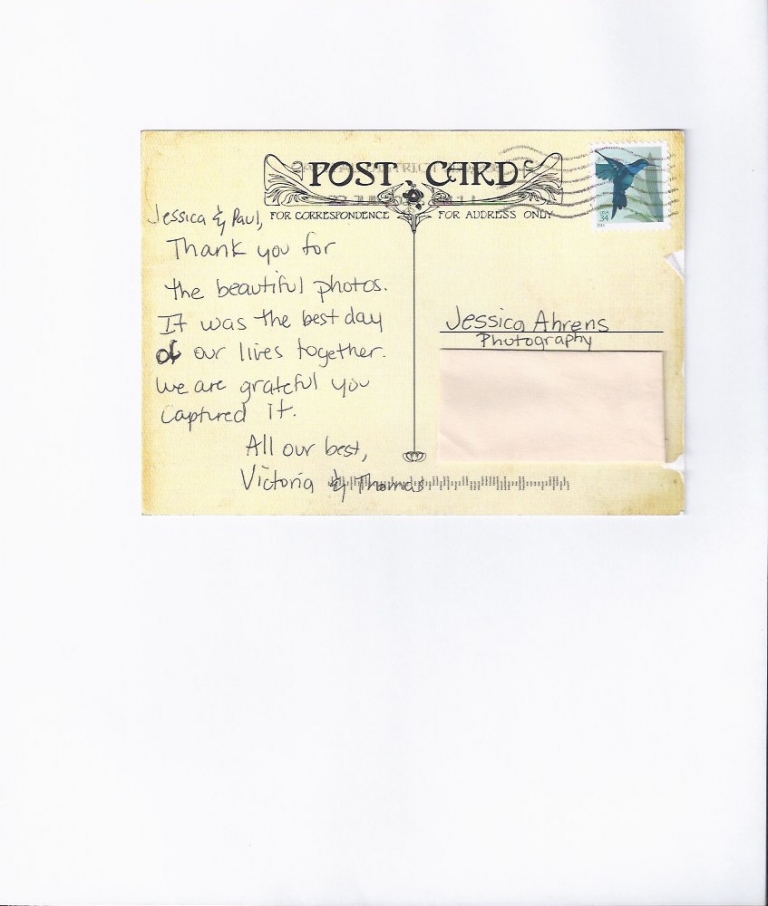 POST CARD
FOR CORRESPONDENCE
FOR ADDRESS ONLY
Jessica & Paul,
Thank you for
the beautiful photos.
It was the best day
of our lives together.
We are grateful you
captured it.
All our best,
Victoria & Thomas
Jessica Ahrens
Photography
34